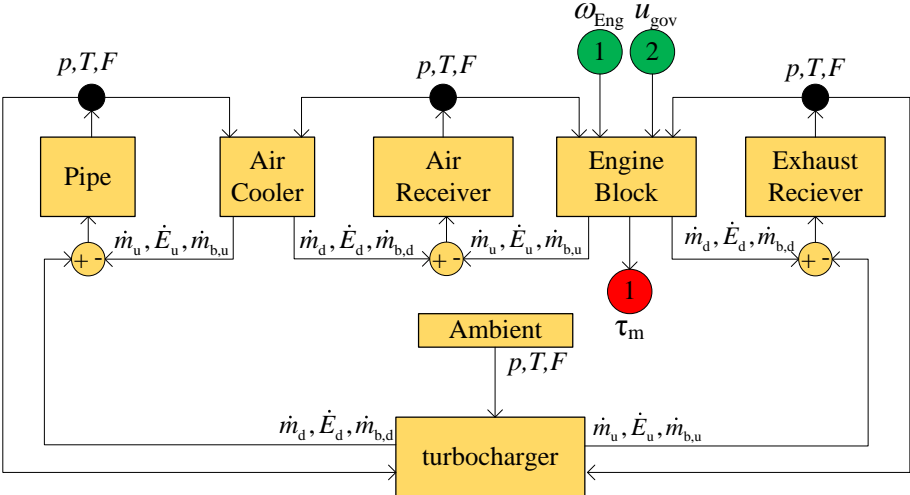 ω_Eng u_gov
1 2
p,T,F p,T,F p,T,F
Pipe
Air
Cooler
Air
Receiver
Engine
Block
Exhaust
Reciever
ṁ_u, Ė_u, ṁ_b,u
ṁ_d, Ė_d, ṁ_b,d
ṁ_u, Ė_u, ṁ_b,u
ṁ_d, Ė_d, ṁ_b,d
+ -
+ -
+ -
1
τ_m
Ambient
p,T,F
ṁ_d, Ė_d, ṁ_b,d
ṁ_u, Ė_u, ṁ_b,u
turbocharger